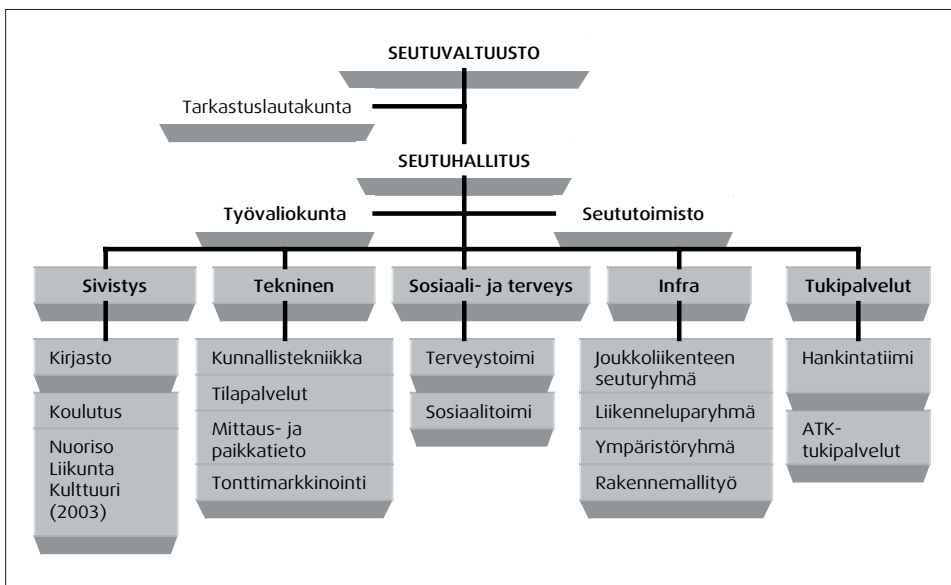 SEUTUVALTUUSTO
Tarkastuslautakunta
SEUTUHALLITUS
Työvaliokunta
Seututoimisto
Sivistys
Tekninen
Sosiaali- ja terveys
Infra
Tukipalvelut
Kirjasto
Koulutus
Nuoriso
Liikunta
Kulttuuri
(2003)
Kunnallistekniikka
Tilapalvelut
Mittaus- ja
paikkatieto
Tonttimarkkinointi
Terveystoimi
Sosiaalitoimi
Joukkoliikenteen
seuturyhmä
Liikenneluparyhmä
Ympäristöryhmä
Rakennemallityö
Hankintatiimi
ATK-
tukipalvelut